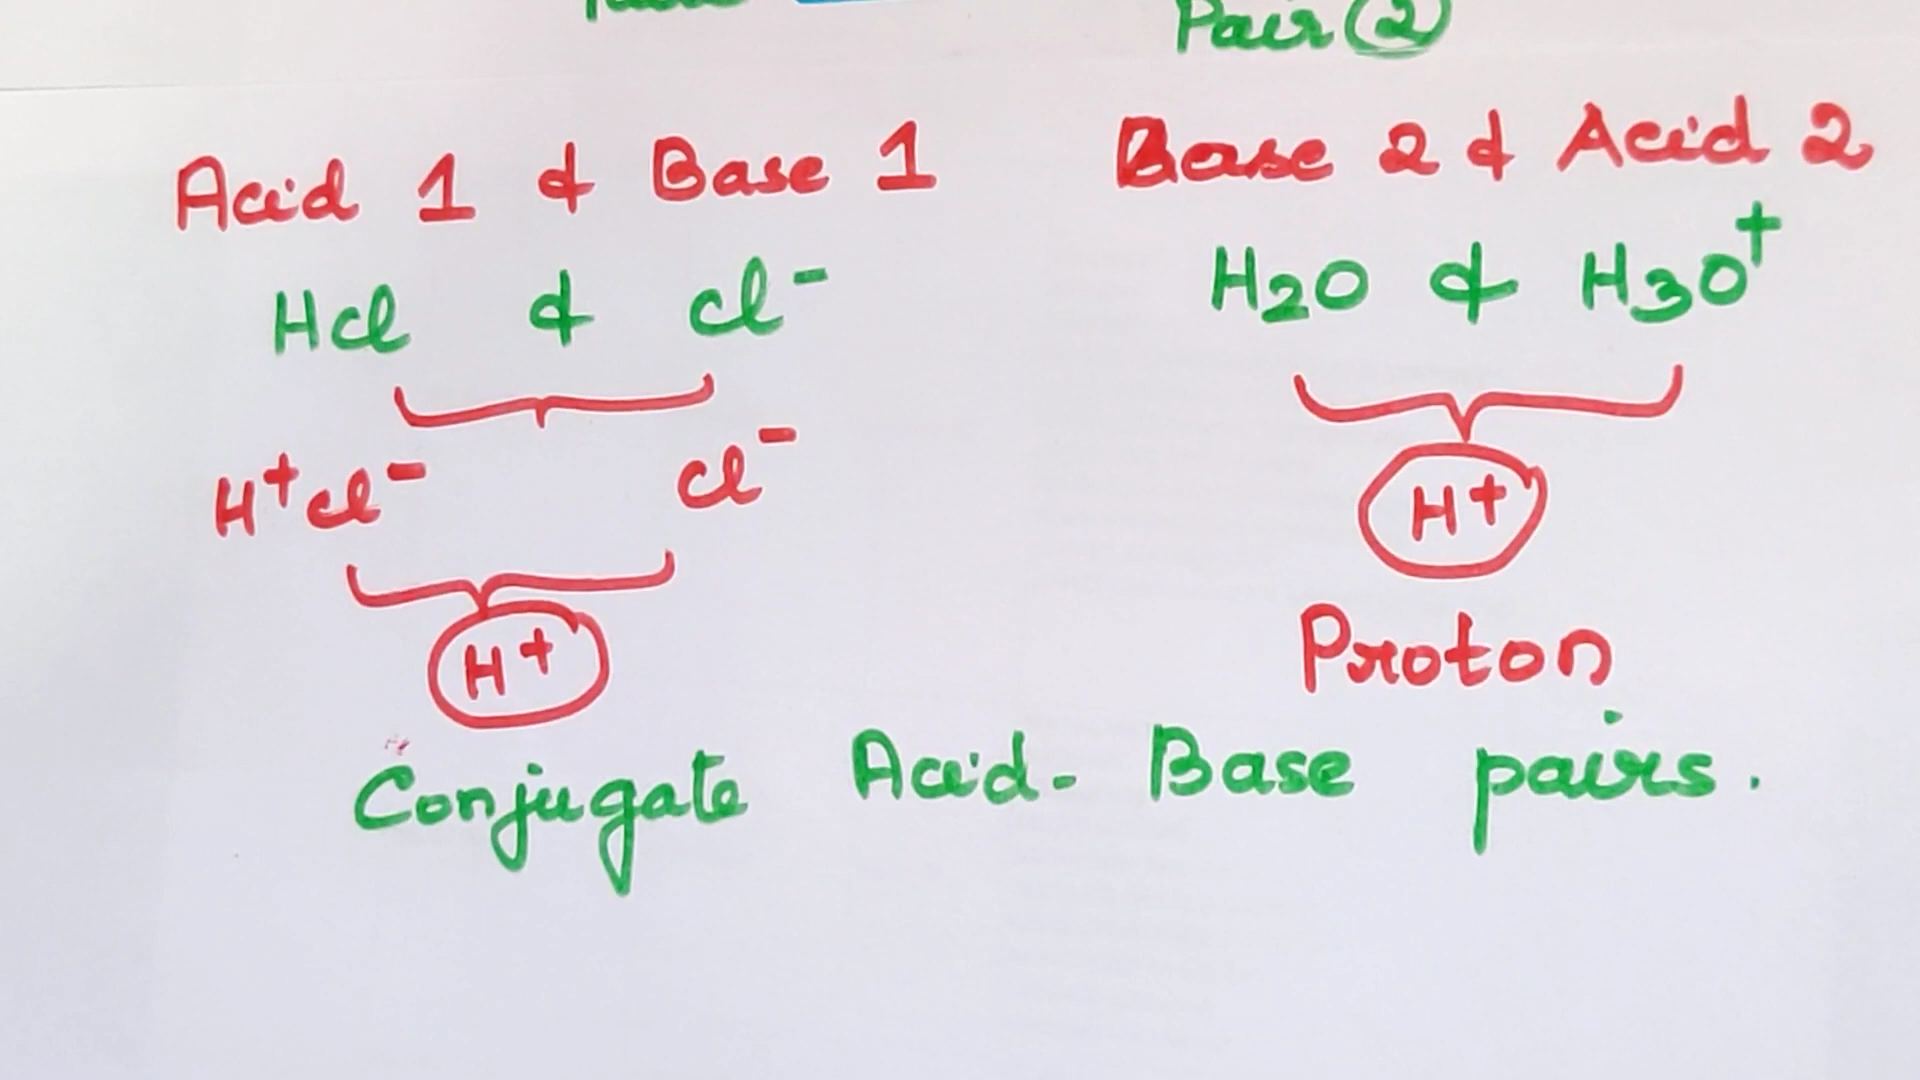 Pair 2
Acid 1 & Base 1
Base 2 & Acid 2
HCl & Cl-
H2O & H3O+
H+Cl- Cl-
H+
H+
Proton
Conjugate Acid- Base pairs.